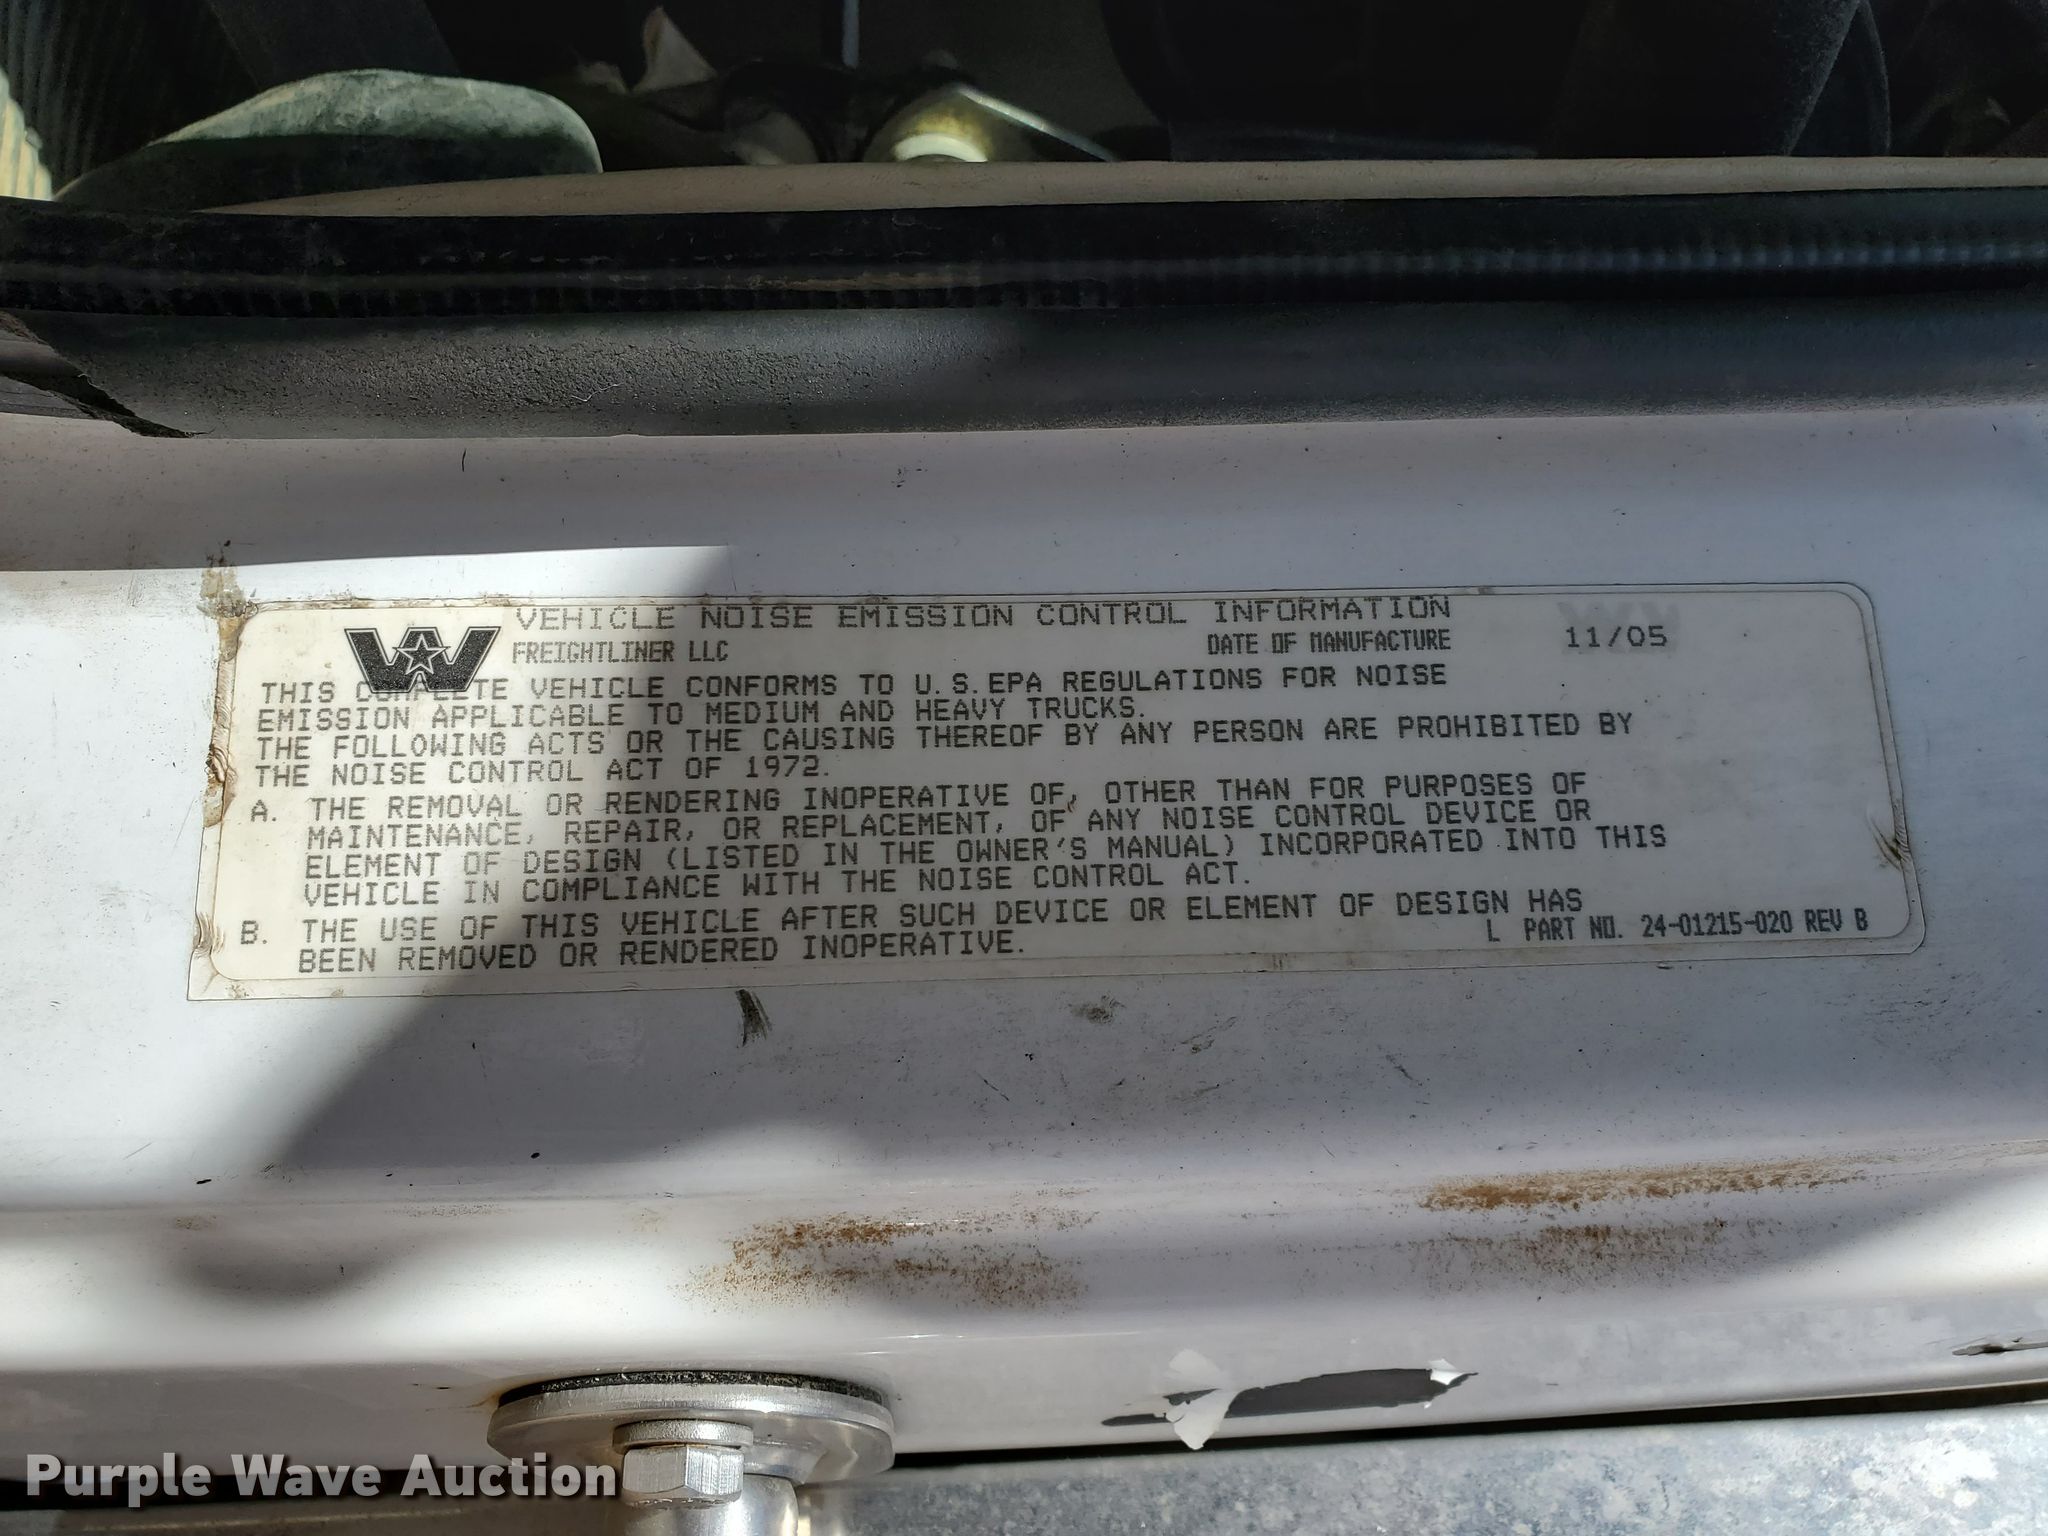 VEHICLE NOISE EMISSION CONTROL INFORMATION
W FREIGHTLINER LLC DATE OF MANUFACTURE 11/05
THIS COMPLETE VEHICLE CONFORMS TO U.S.EPA REGULATIONS FOR NOISE
EMISSION APPLICABLE TO MEDIUM AND HEAVY TRUCKS.
THE FOLLOWING ACTS OR THE CAUSING THEREOF BY ANY PERSON ARE PROHIBITED BY
THE NOISE CONTROL ACT OF 1972.
A. THE REMOVAL OR RENDERING INOPERATIVE OF, OTHER THAN FOR PURPOSES OF
MAINTENANCE, REPAIR, OR REPLACEMENT, OF ANY NOISE CONTROL DEVICE OR
ELEMENT OF DESIGN (LISTED IN THE OWNER'S MANUAL) INCORPORATED INTO THIS
VEHICLE IN COMPLIANCE WITH THE NOISE CONTROL ACT.
B. THE USE OF THIS VEHICLE AFTER SUCH DEVICE OR ELEMENT OF DESIGN HAS
BEEN REMOVED OR RENDERED INOPERATIVE.
L PART NO. 24-01215-020 REV B
Purple Wave Auction